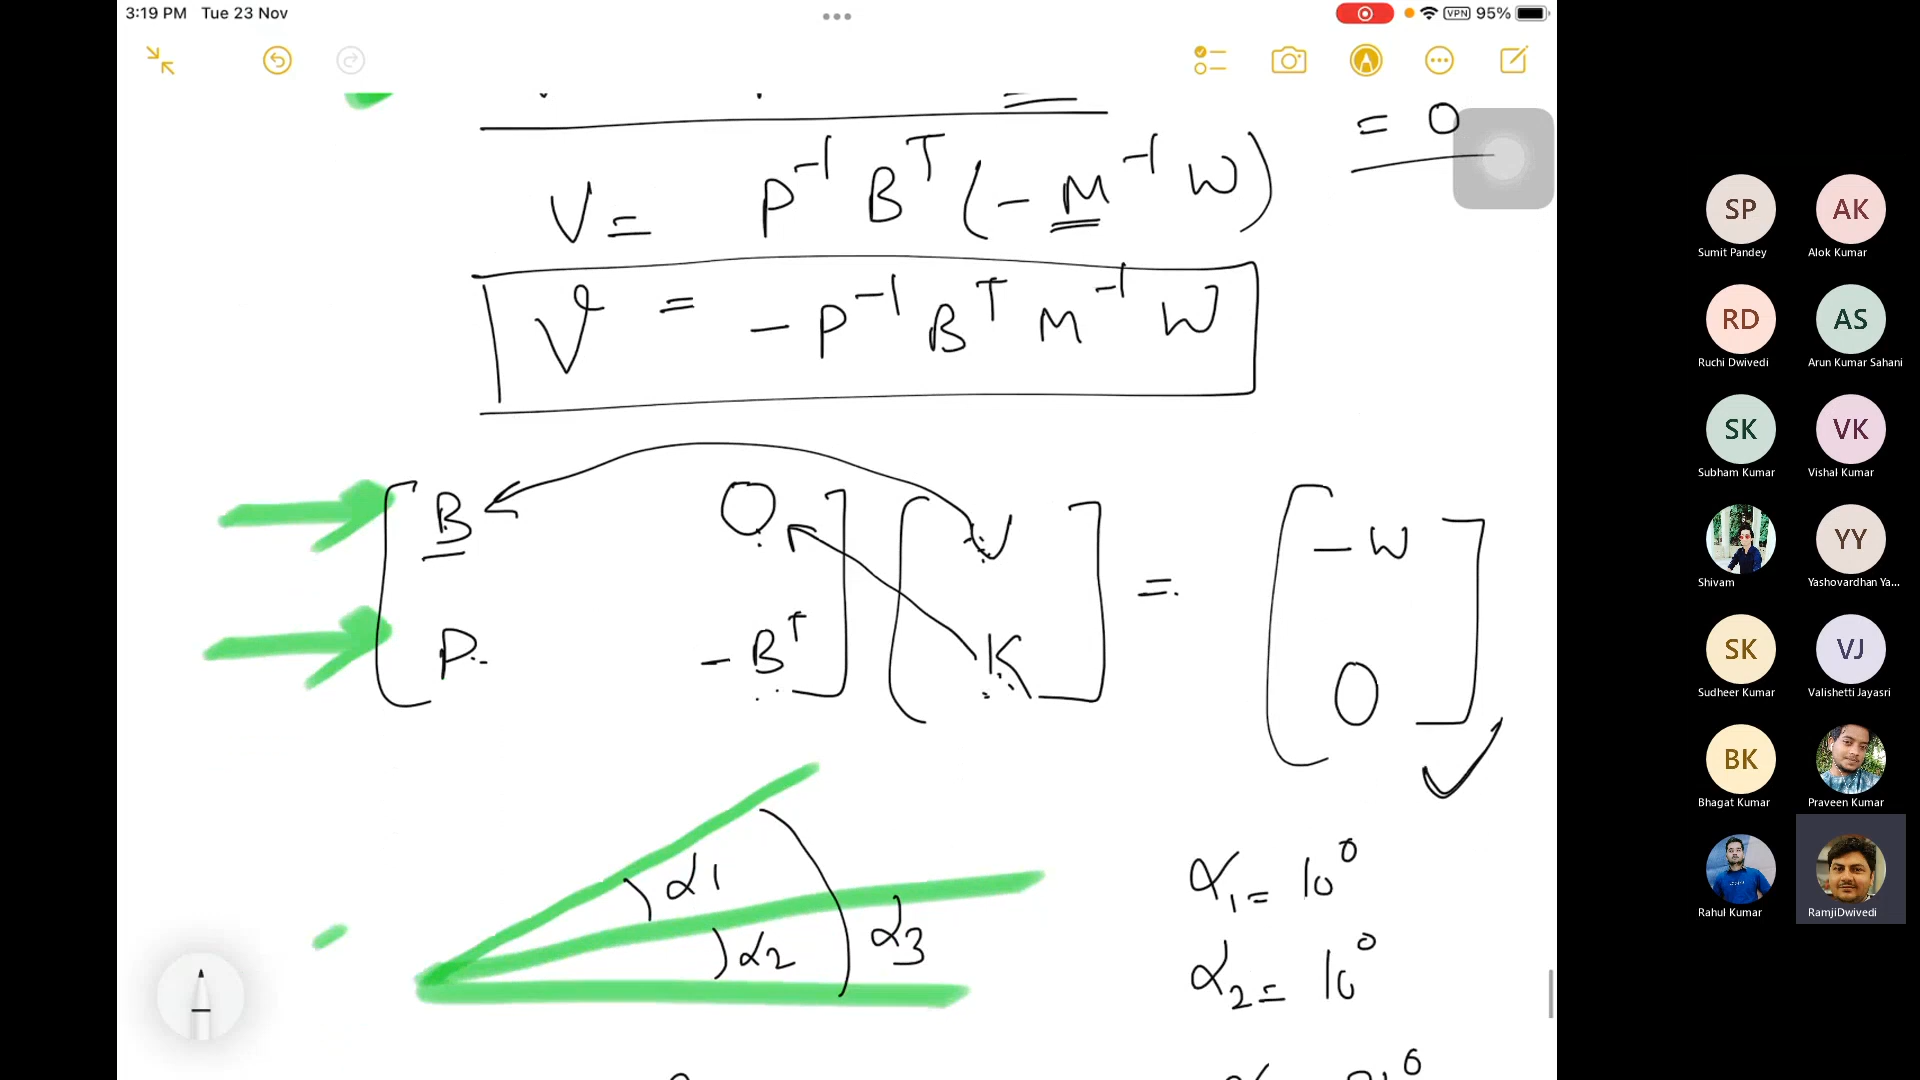 3:19 PM Tue 23 Nov
VPN 95%
= 0
V = P⁻¹ Bᵀ (- M⁻¹ W)
V = - P⁻¹ Bᵀ M⁻¹ W
[ B O ] [ V ] = [ -W ]
[ P -Bᵀ ] [ K ] [ 0 ]
α1
α2
α3
α1 = 10°
α2 = 10°
SP
Sumit Pandey
AK
Alok Kumar
RD
Ruchi Dwivedi
AS
Arun Kumar Sahani
SK
Subham Kumar
VK
Vishal Kumar
Shivam
YY
Yashovardhan Ya...
SK
Sudheer Kumar
VJ
Valishetti Jayasri
BK
Bhagat Kumar
Praveen Kumar
Rahul Kumar
RamjiDwivedi